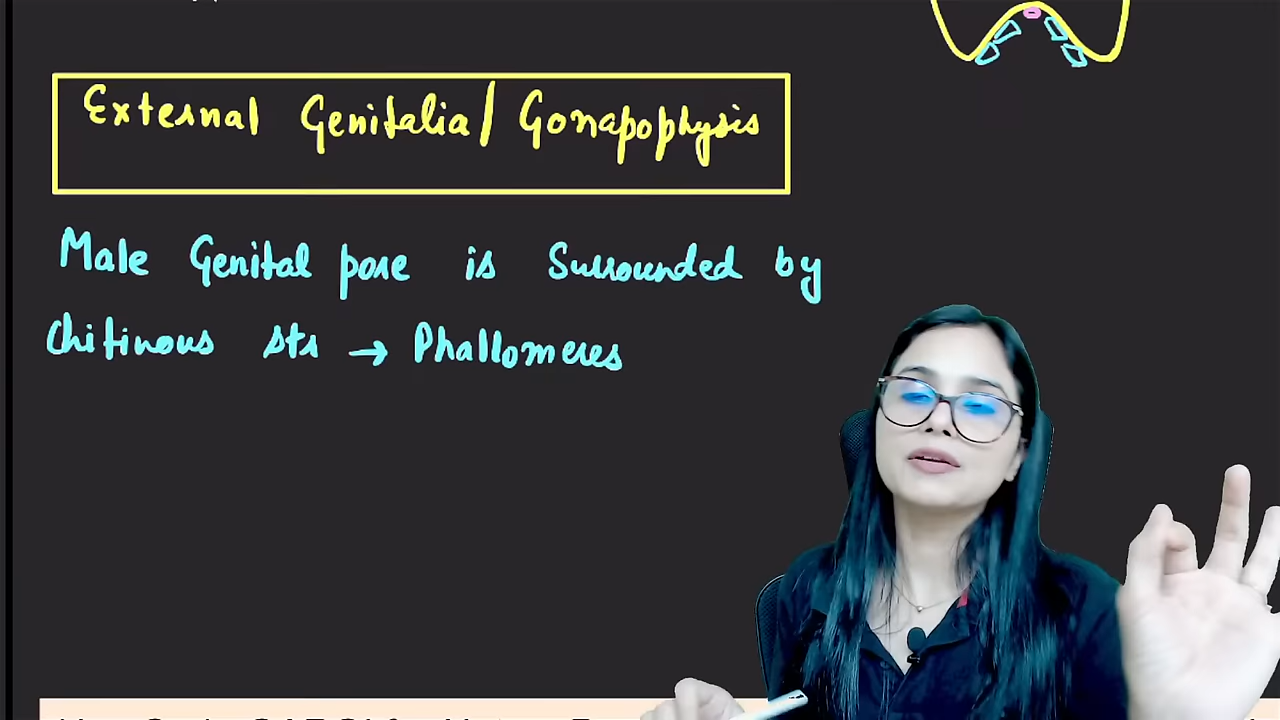 External Genitalia/ Gonapophysis
Male Genital pore is Surrounded by
Chitinous str → Phallomeres